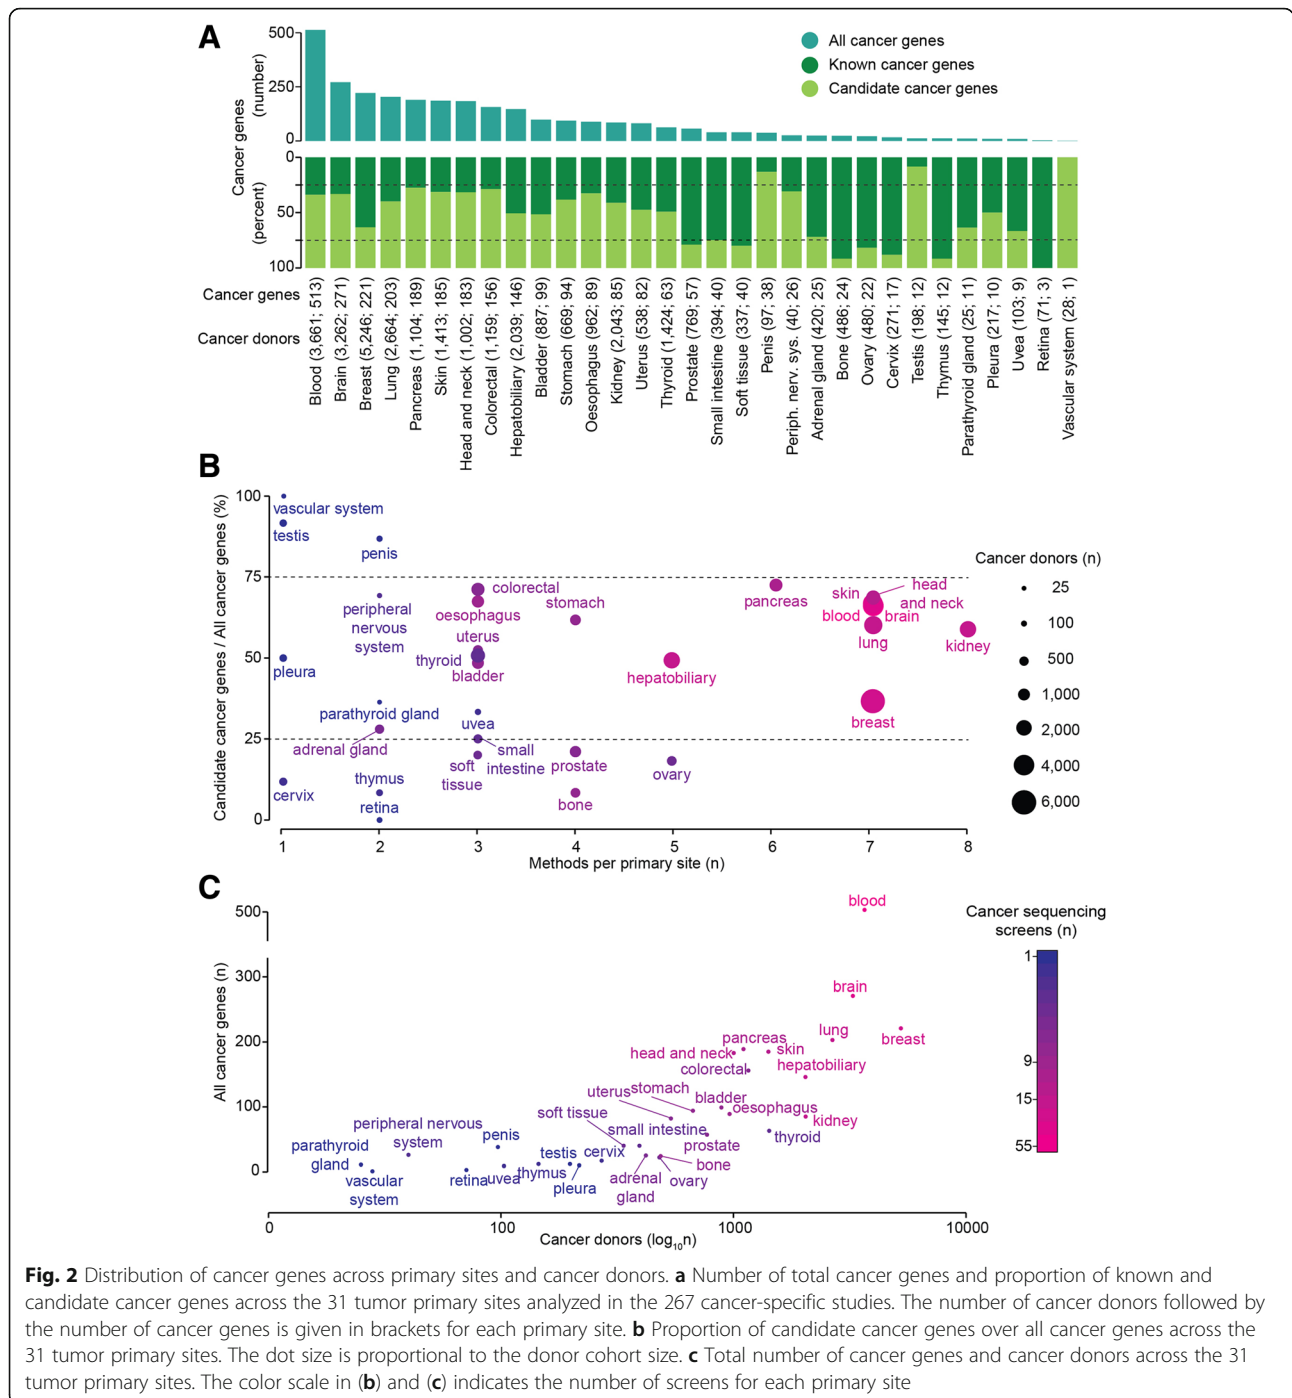 A
500
250
0
Cancer genes
(number)
(percent)
0
50
100
All cancer genes
Known cancer genes
Candidate cancer genes
Cancer genes
Cancer donors
Blood (3,661; 513)
Brain (3,262; 271)
Breast (5,246; 221)
Lung (2,664; 203)
Pancreas (1,104; 189)
Skin (1,413; 185)
Head and neck (1,002; 183)
Colorectal (1,159; 156)
Hepatobiliary (2,039; 146)
Bladder (887; 99)
Stomach (669; 94)
Oesophagus (962; 89)
Kidney (2,043; 85)
Uterus (538; 82)
Thyroid (1,424; 63)
Prostate (769; 57)
Small intestine (394; 40)
Soft tissue (337; 40)
Penis (97; 38)
Periph. nerv. sys. (40; 26)
Adrenal gland (420; 25)
Bone (486; 24)
Ovary (480; 22)
Cervix (271; 17)
Testis (198; 12)
Thymus (145; 12)
Parathyroid gland (25; 11)
Pleura (217; 10)
Uvea (103; 9)
Retina (71; 3)
Vascular system (28; 1)
B
Candidate cancer genes / All cancer genes (%)
100
75
50
25
0
vascular system
testis
penis
peripheral
nervous
system
pleura
parathyroid gland
adrenal gland
cervix
thymus
retina
colorectal
oesophagus
uterus
thyroid
bladder
uvea
small
intestine
soft
tissue
stomach
prostate
bone
hepatobiliary
ovary
pancreas
skin
head
and neck
blood
brain
lung
breast
kidney
1 2 3 4 5 6 7 8
Methods per primary site (n)
Cancer donors (n)
25
100
500
1,000
2,000
4,000
6,000
C
All cancer genes (n)
500
300
200
100
0
blood
brain
lung
breast
pancreas
head and neck
skin
colorectal
hepatobiliary
uterus
stomach
bladder
oesophagus
kidney
soft tissue
small intestine
thyroid
prostate
peripheral nervous
system
penis
parathyroid
gland
testis
cervix
vascular
system
retina
uvea
thymus
pleura
adrenal
gland
bone
ovary
0 100 1000 10000
Cancer donors (log10n)
Cancer sequencing
screens (n)
1
9
15
55
Fig. 2 Distribution of cancer genes across primary sites and cancer donors. a Number of total cancer genes and proportion of known and
candidate cancer genes across the 31 tumor primary sites analyzed in the 267 cancer-specific studies. The number of cancer donors followed by
the number of cancer genes is given in brackets for each primary site. b Proportion of candidate cancer genes over all cancer genes across the
31 tumor primary sites. The dot size is proportional to the donor cohort size. c Total number of cancer genes and cancer donors across the 31
tumor primary sites. The color scale in (b) and (c) indicates the number of screens for each primary site